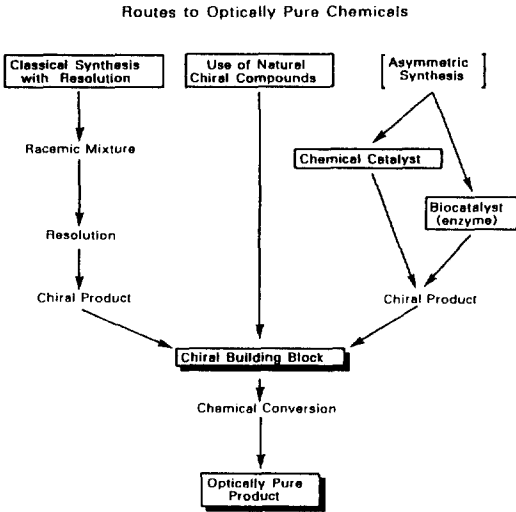 Routes to Optically Pure Chemicals
Classical Synthesis
with Resolution
Use of Natural
Chiral Compounds
Asymmetric
Synthesis
Racemic Mixture
Chemical Catalyst
Biocatalyst
(enzyme)
Resolution
Chiral Product
Chiral Product
Chiral Building Block
Chemical Conversion
Optically Pure
Product